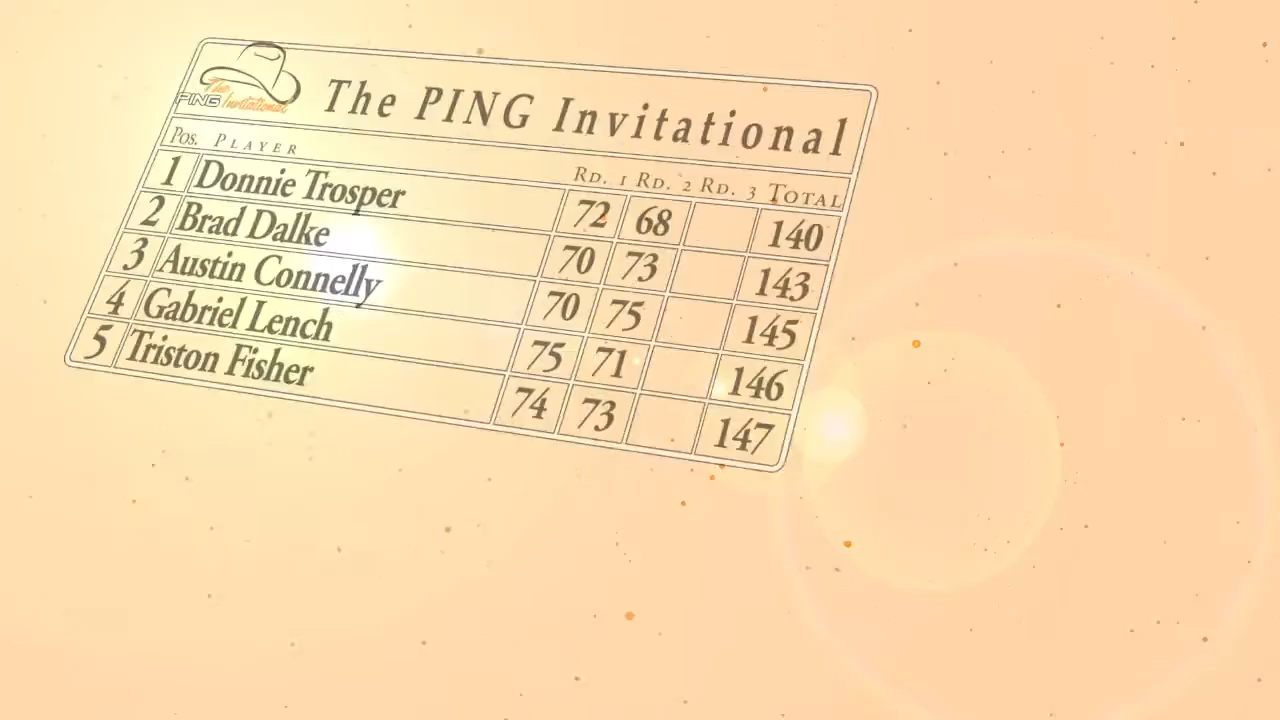 The
PING Invitational
The PING Invitational
Pos. Player Rd. 1 Rd. 2 Rd. 3 Total
1 Donnie Trosper 72 68 140
2 Brad Dalke 70 73 143
3 Austin Connelly 70 75 145
4 Gabriel Lench 75 71 146
5 Triston Fisher 74 73 147